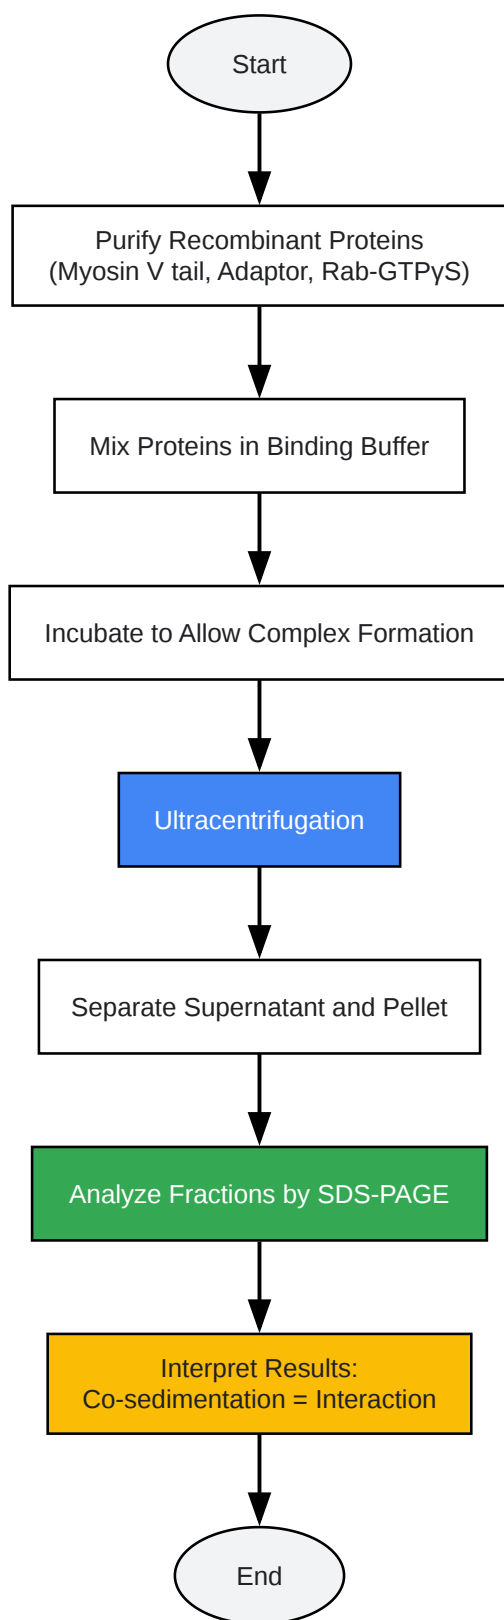 Start
Purify Recombinant Proteins
(Myosin V tail, Adaptor, Rab-GTPγS)
Mix Proteins in Binding Buffer
Incubate to Allow Complex Formation
Ultracentrifugation
Separate Supernatant and Pellet
Analyze Fractions by SDS-PAGE
Interpret Results:
Co-sedimentation = Interaction
End